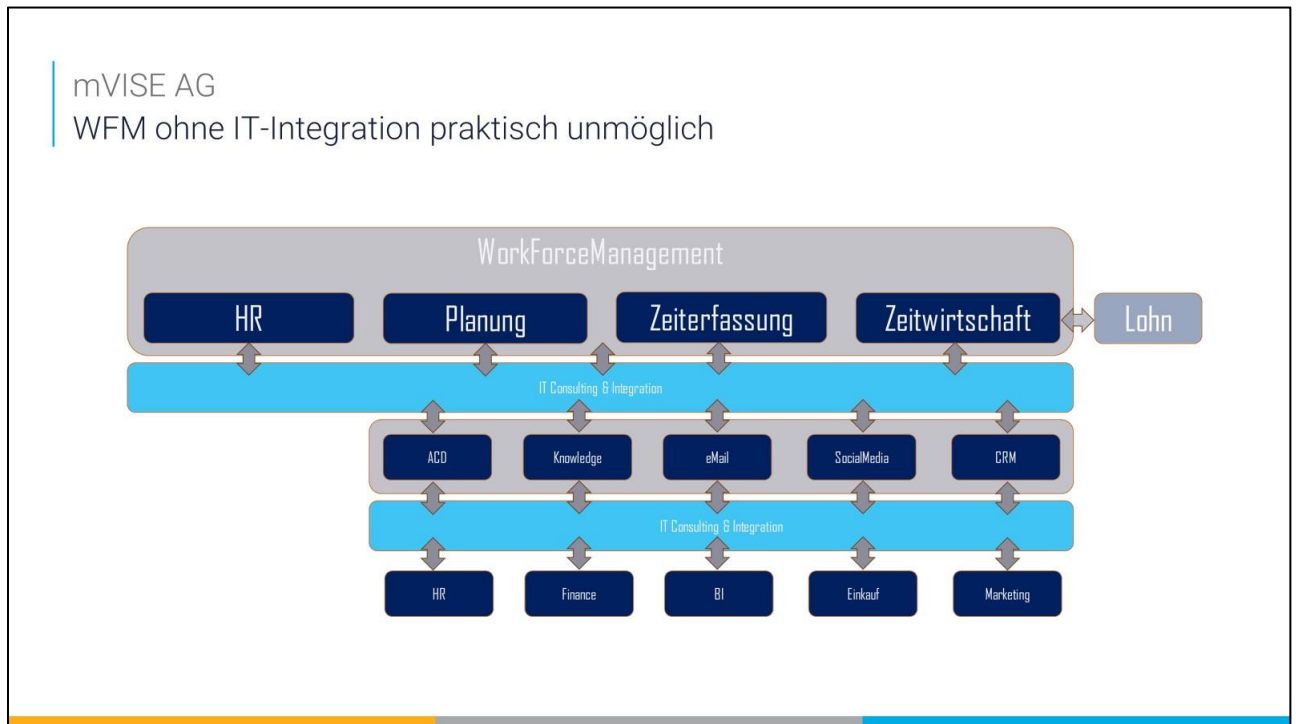 mVISE AG
WFM ohne IT-Integration praktisch unmöglich
WorkForceManagement
HR Planung Zeiterfassung Zeitwirtschaft Lohn
IT Consulting & Integration
ACD Knowledge eMail SocialMedia CRM
IT Consulting & Integration
HR Finance BI Einkauf Marketing